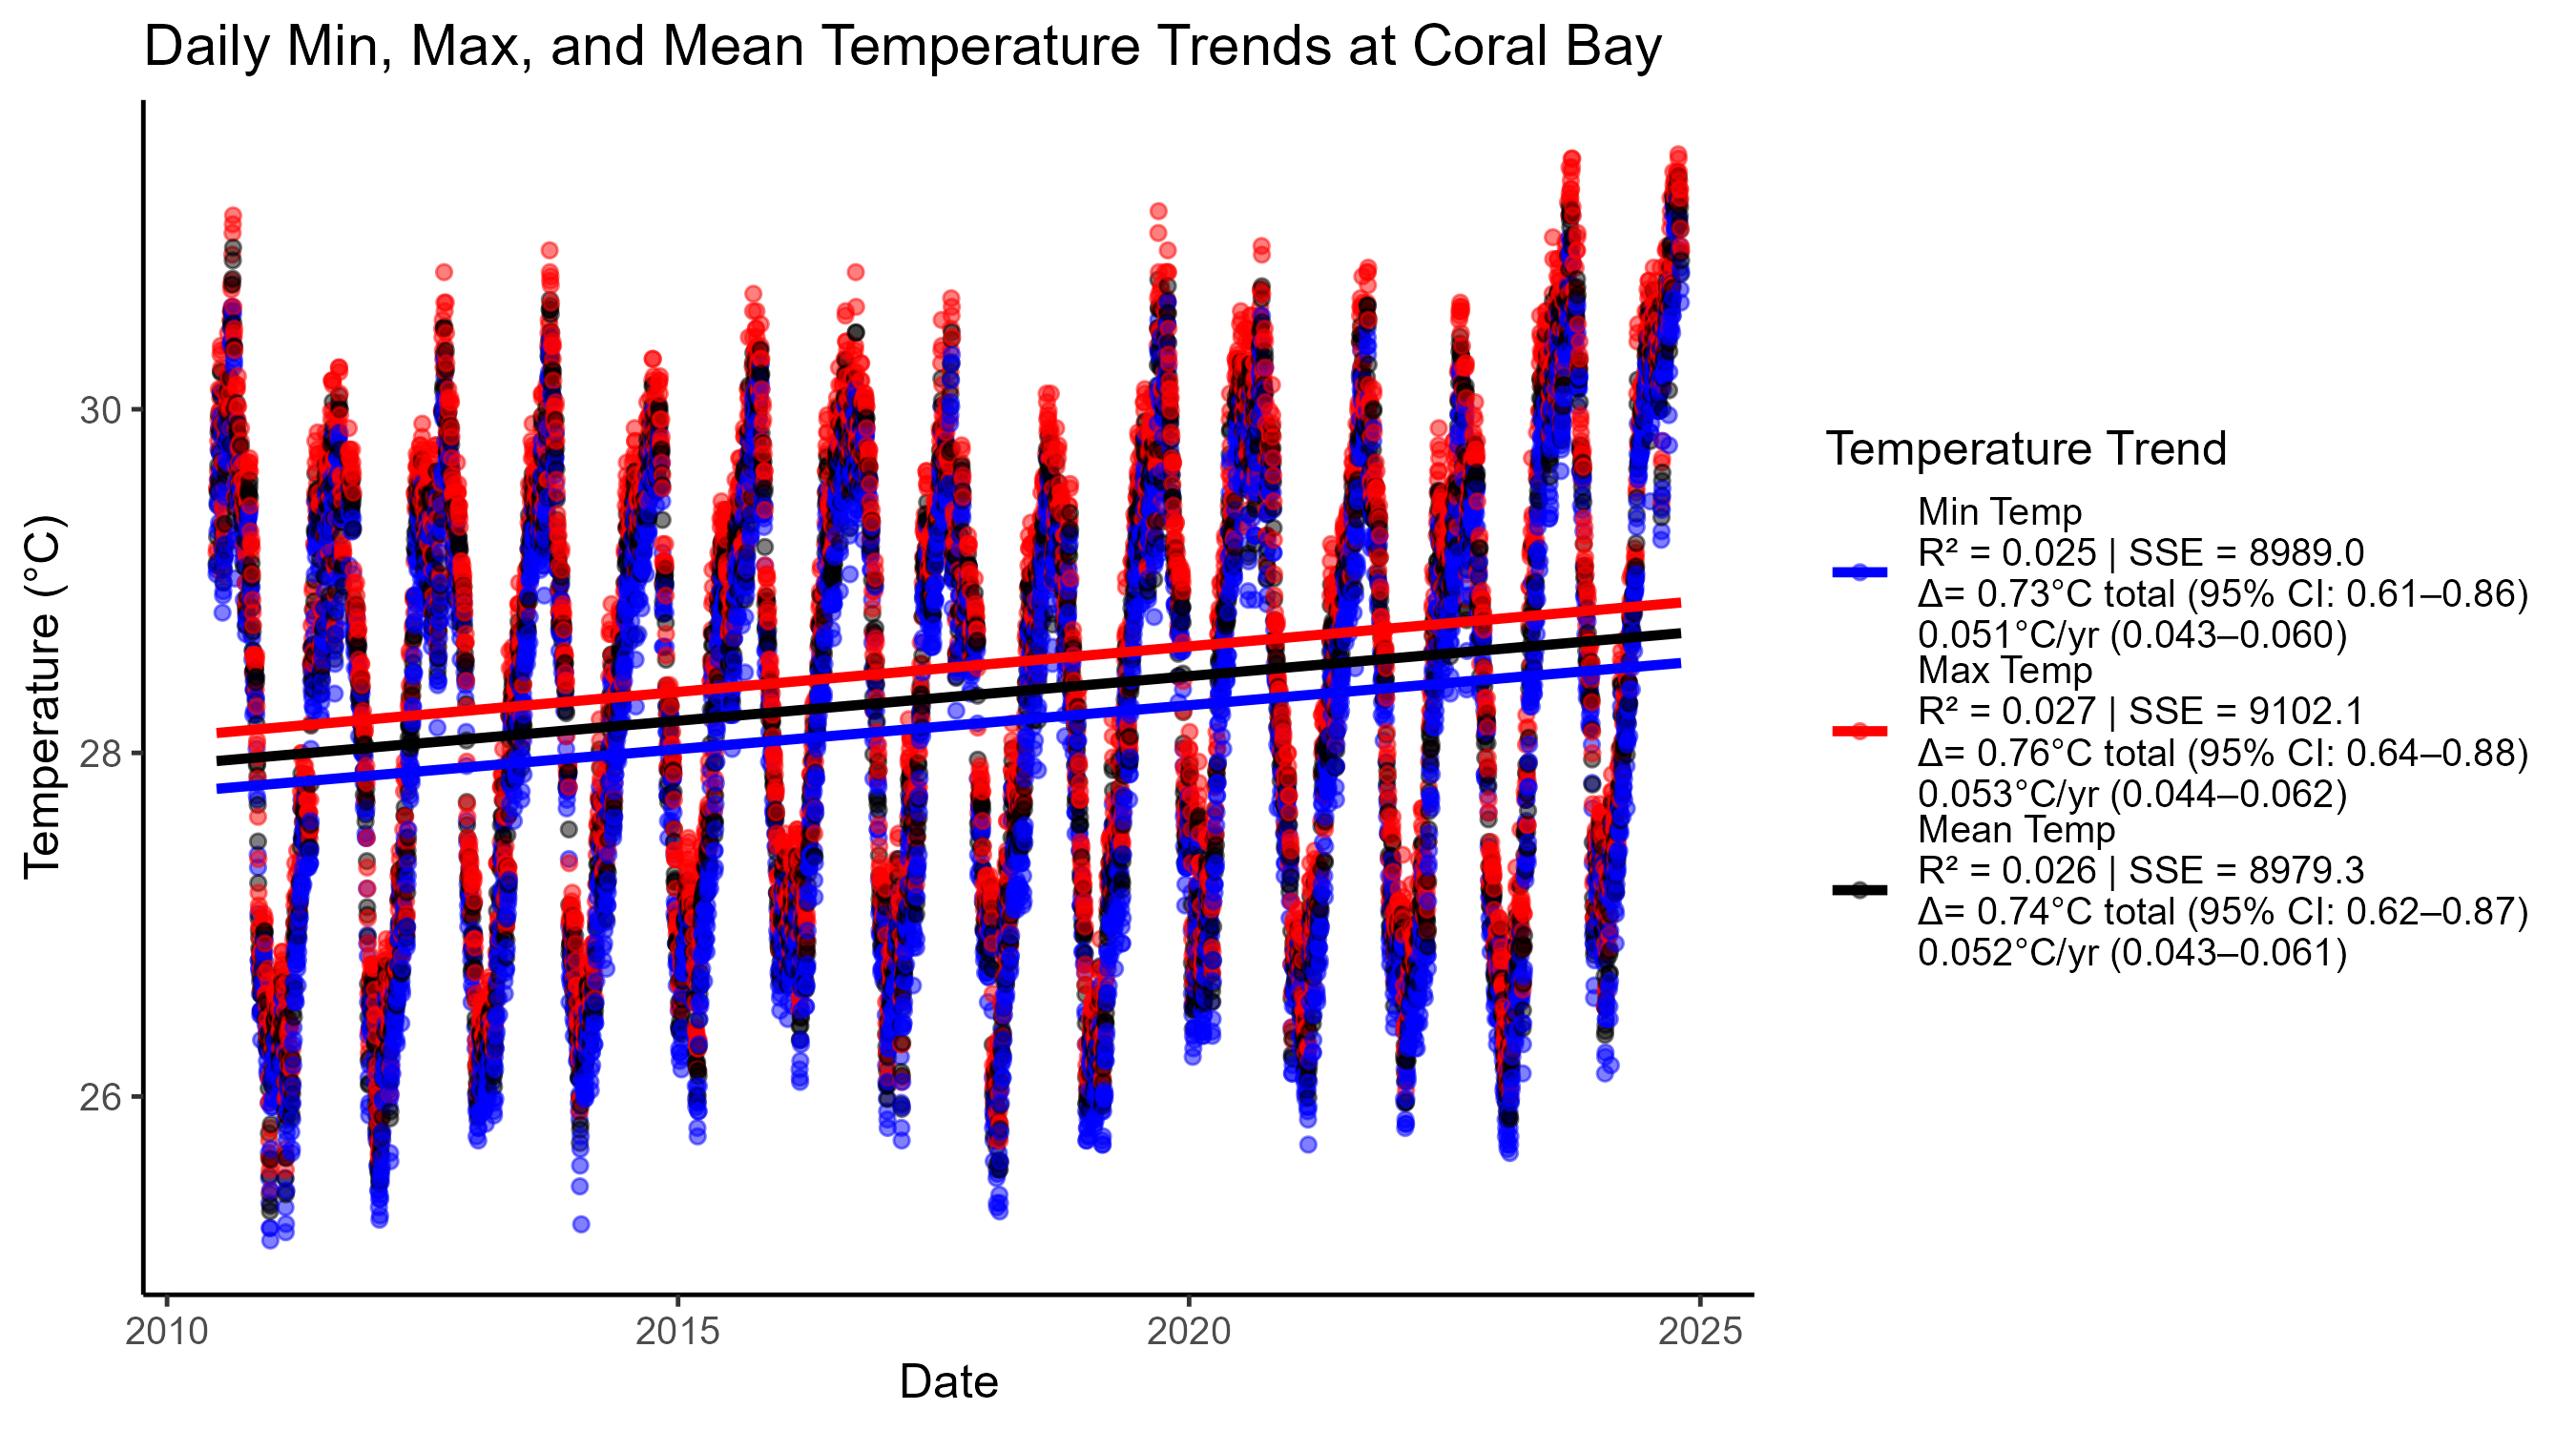 Daily Min, Max, and Mean Temperature Trends at Coral Bay
Temperature (°C)
30
28
26
2010
2015
2020
2025
Date
Temperature Trend
Min Temp
R² = 0.025 | SSE = 8989.0
Δ= 0.73°C total (95% CI: 0.61–0.86)
0.051°C/yr (0.043–0.060)
Max Temp
R² = 0.027 | SSE = 9102.1
Δ= 0.76°C total (95% CI: 0.64–0.88)
0.053°C/yr (0.044–0.062)
Mean Temp
R² = 0.026 | SSE = 8979.3
Δ= 0.74°C total (95% CI: 0.62–0.87)
0.052°C/yr (0.043–0.061)